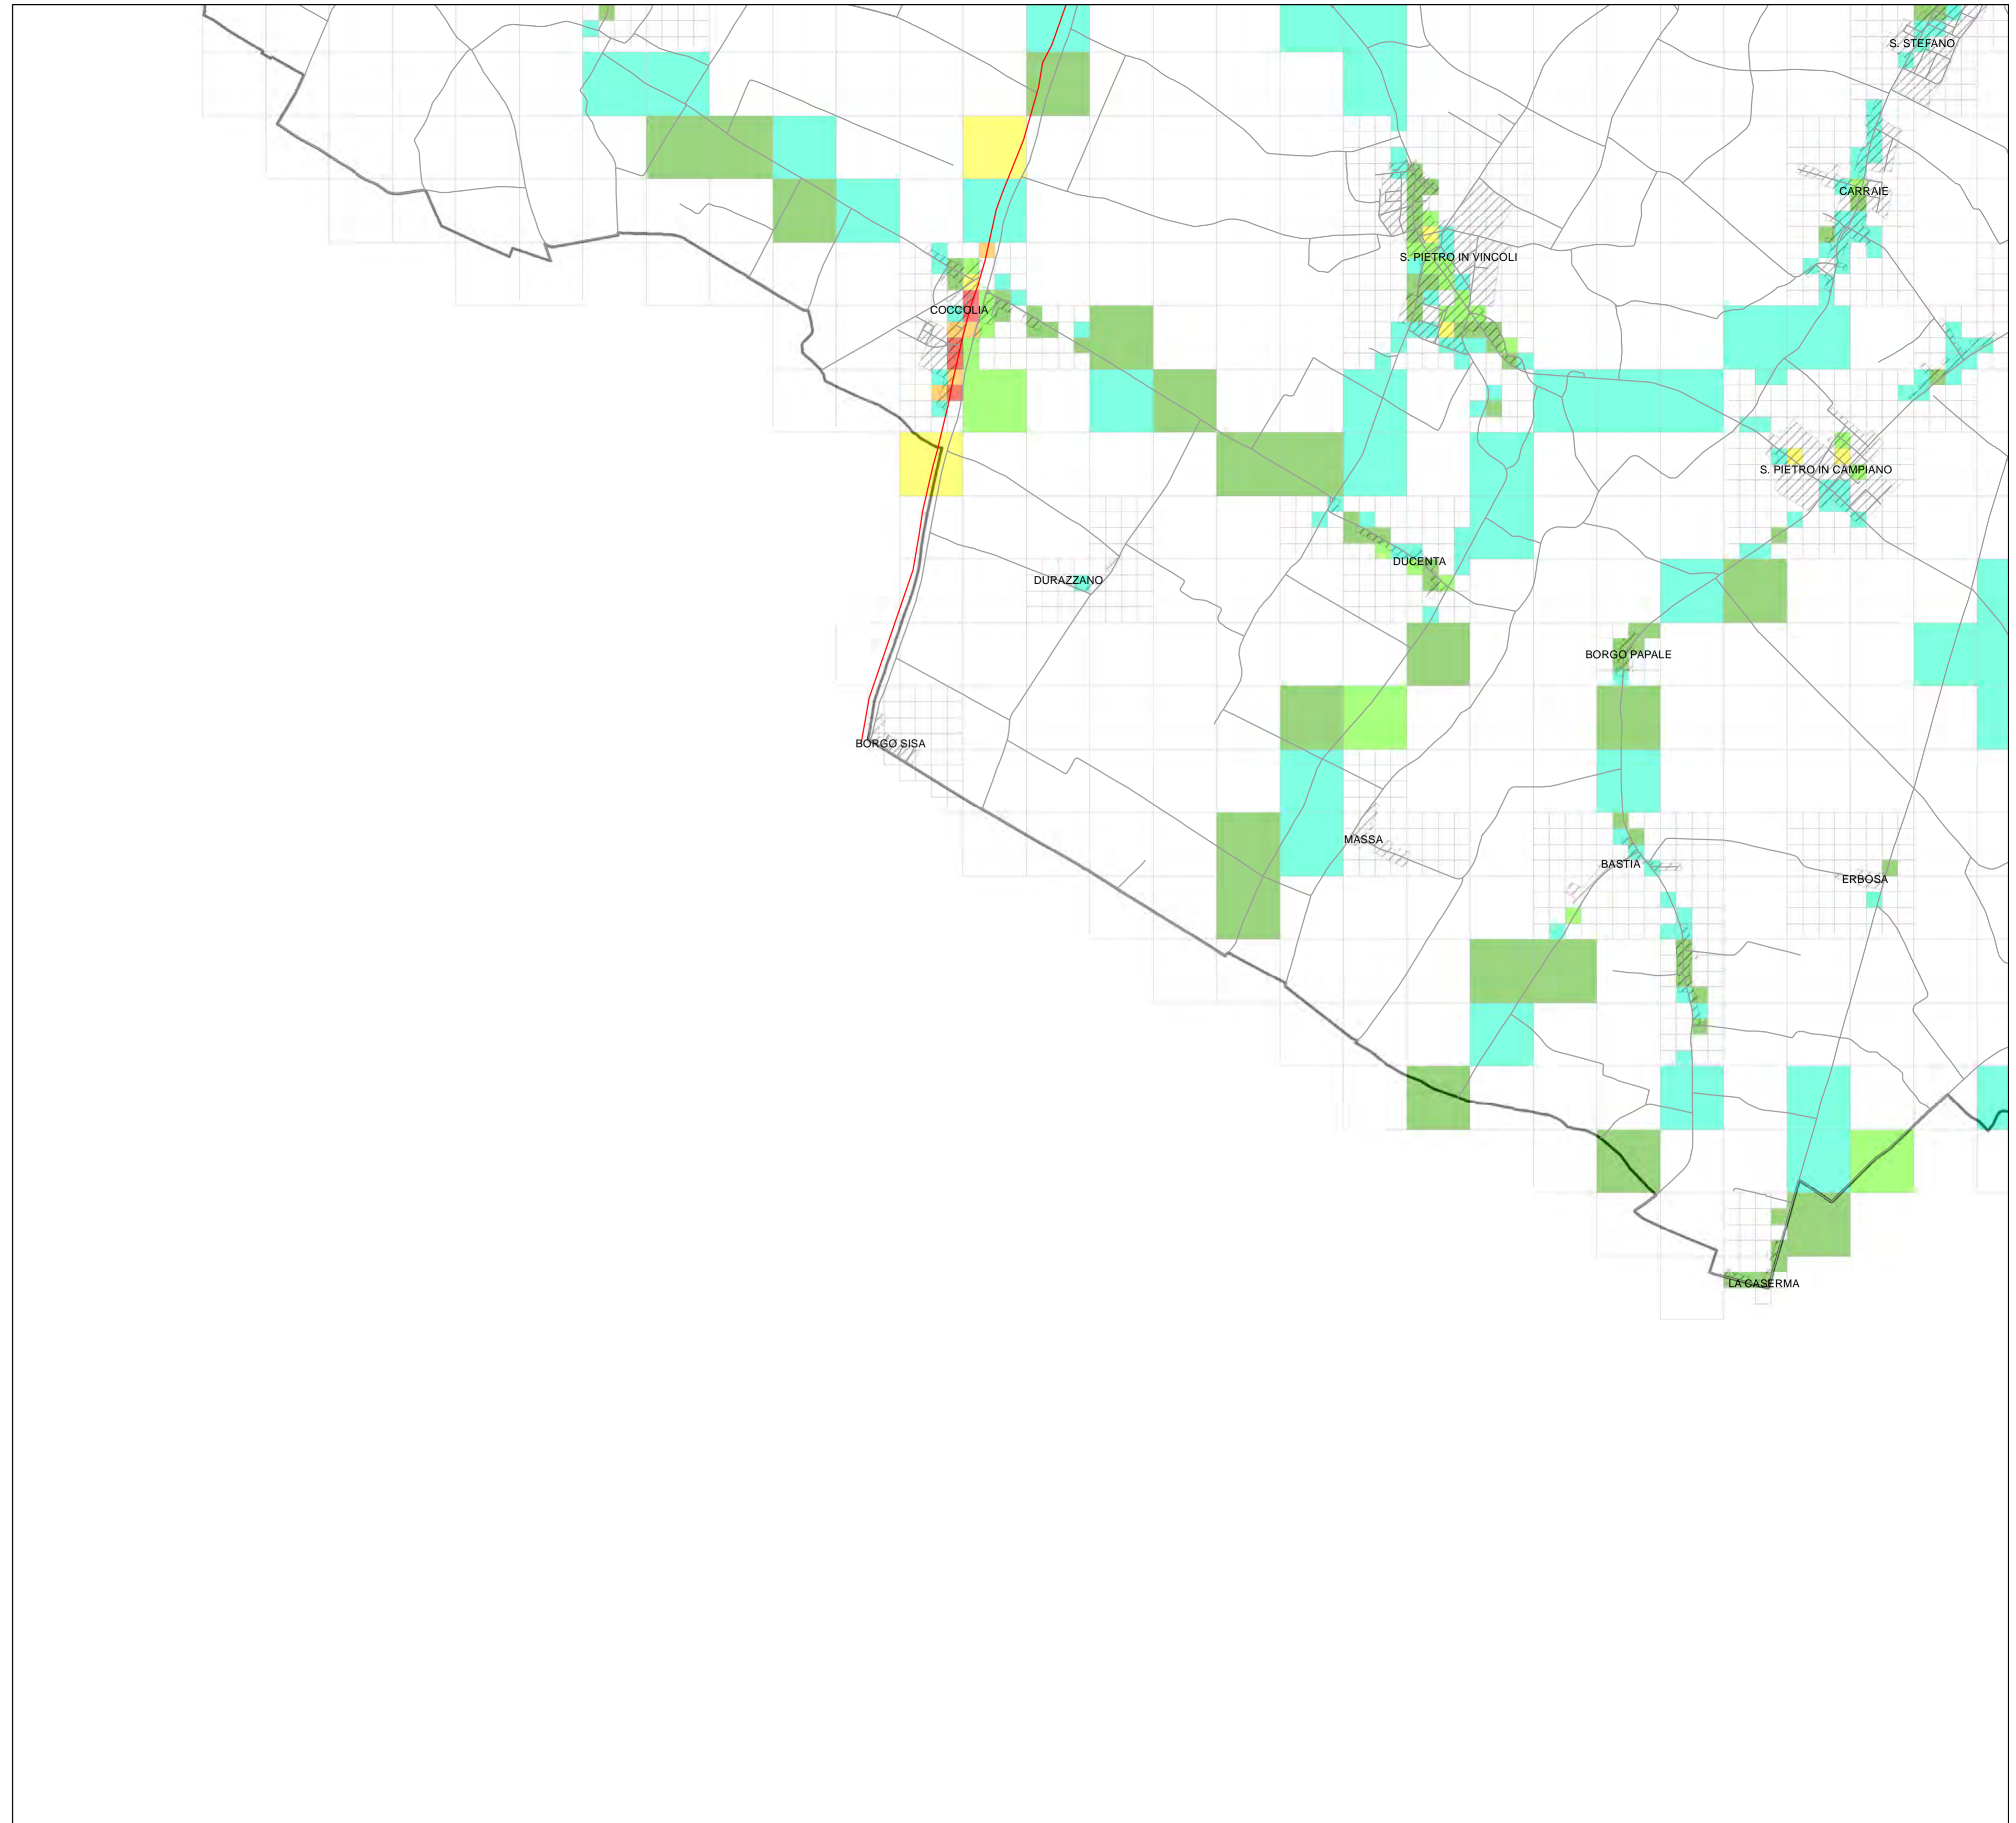 S. STEFANO
CARRAIE
S. PIETRO IN VINCOLI
COCCOLIA
S. PIETRO IN CAMPIANO
DUCENTA
DURAZZANO
BORGO PAPALE
BORGO SISA
MASSA
BASTIA
ERBOSA
LA CASERMA